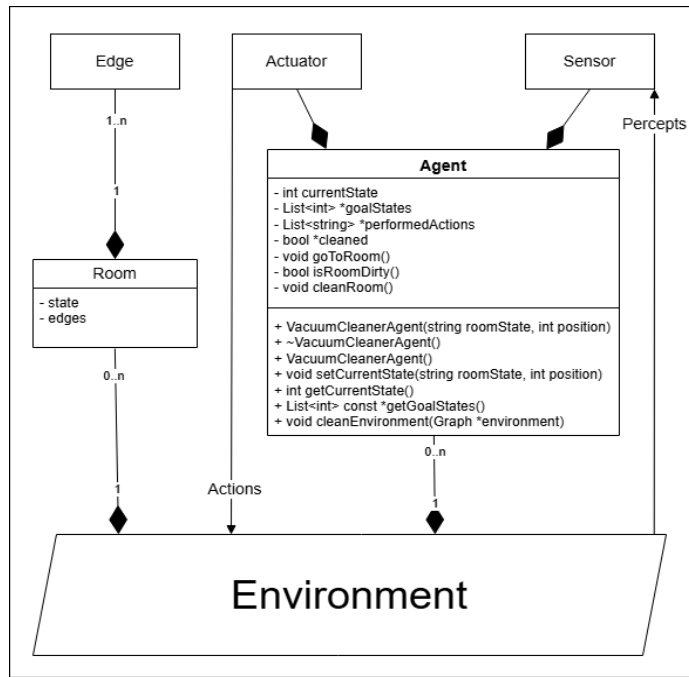 Edge
Actuator
Sensor
1..n
Percepts
Agent
- int currentState
- List<int> *goalStates
- List<string> *performedActions
- bool *cleaned
- void goToRoom()
- bool isRoomDirty()
- void cleanRoom()
1
Room
- state
- edges
+ VacuumCleanerAgent(string roomState, int position)
+ ~VacuumCleanerAgent()
+ VacuumCleanerAgent()
+ void setCurrentState(string roomState, int position)
+ int getCurrentState()
+ List<int> const *getGoalStates()
+ void cleanEnvironment(Graph *environment)
0..n
0..n
1
Actions
1
Environment